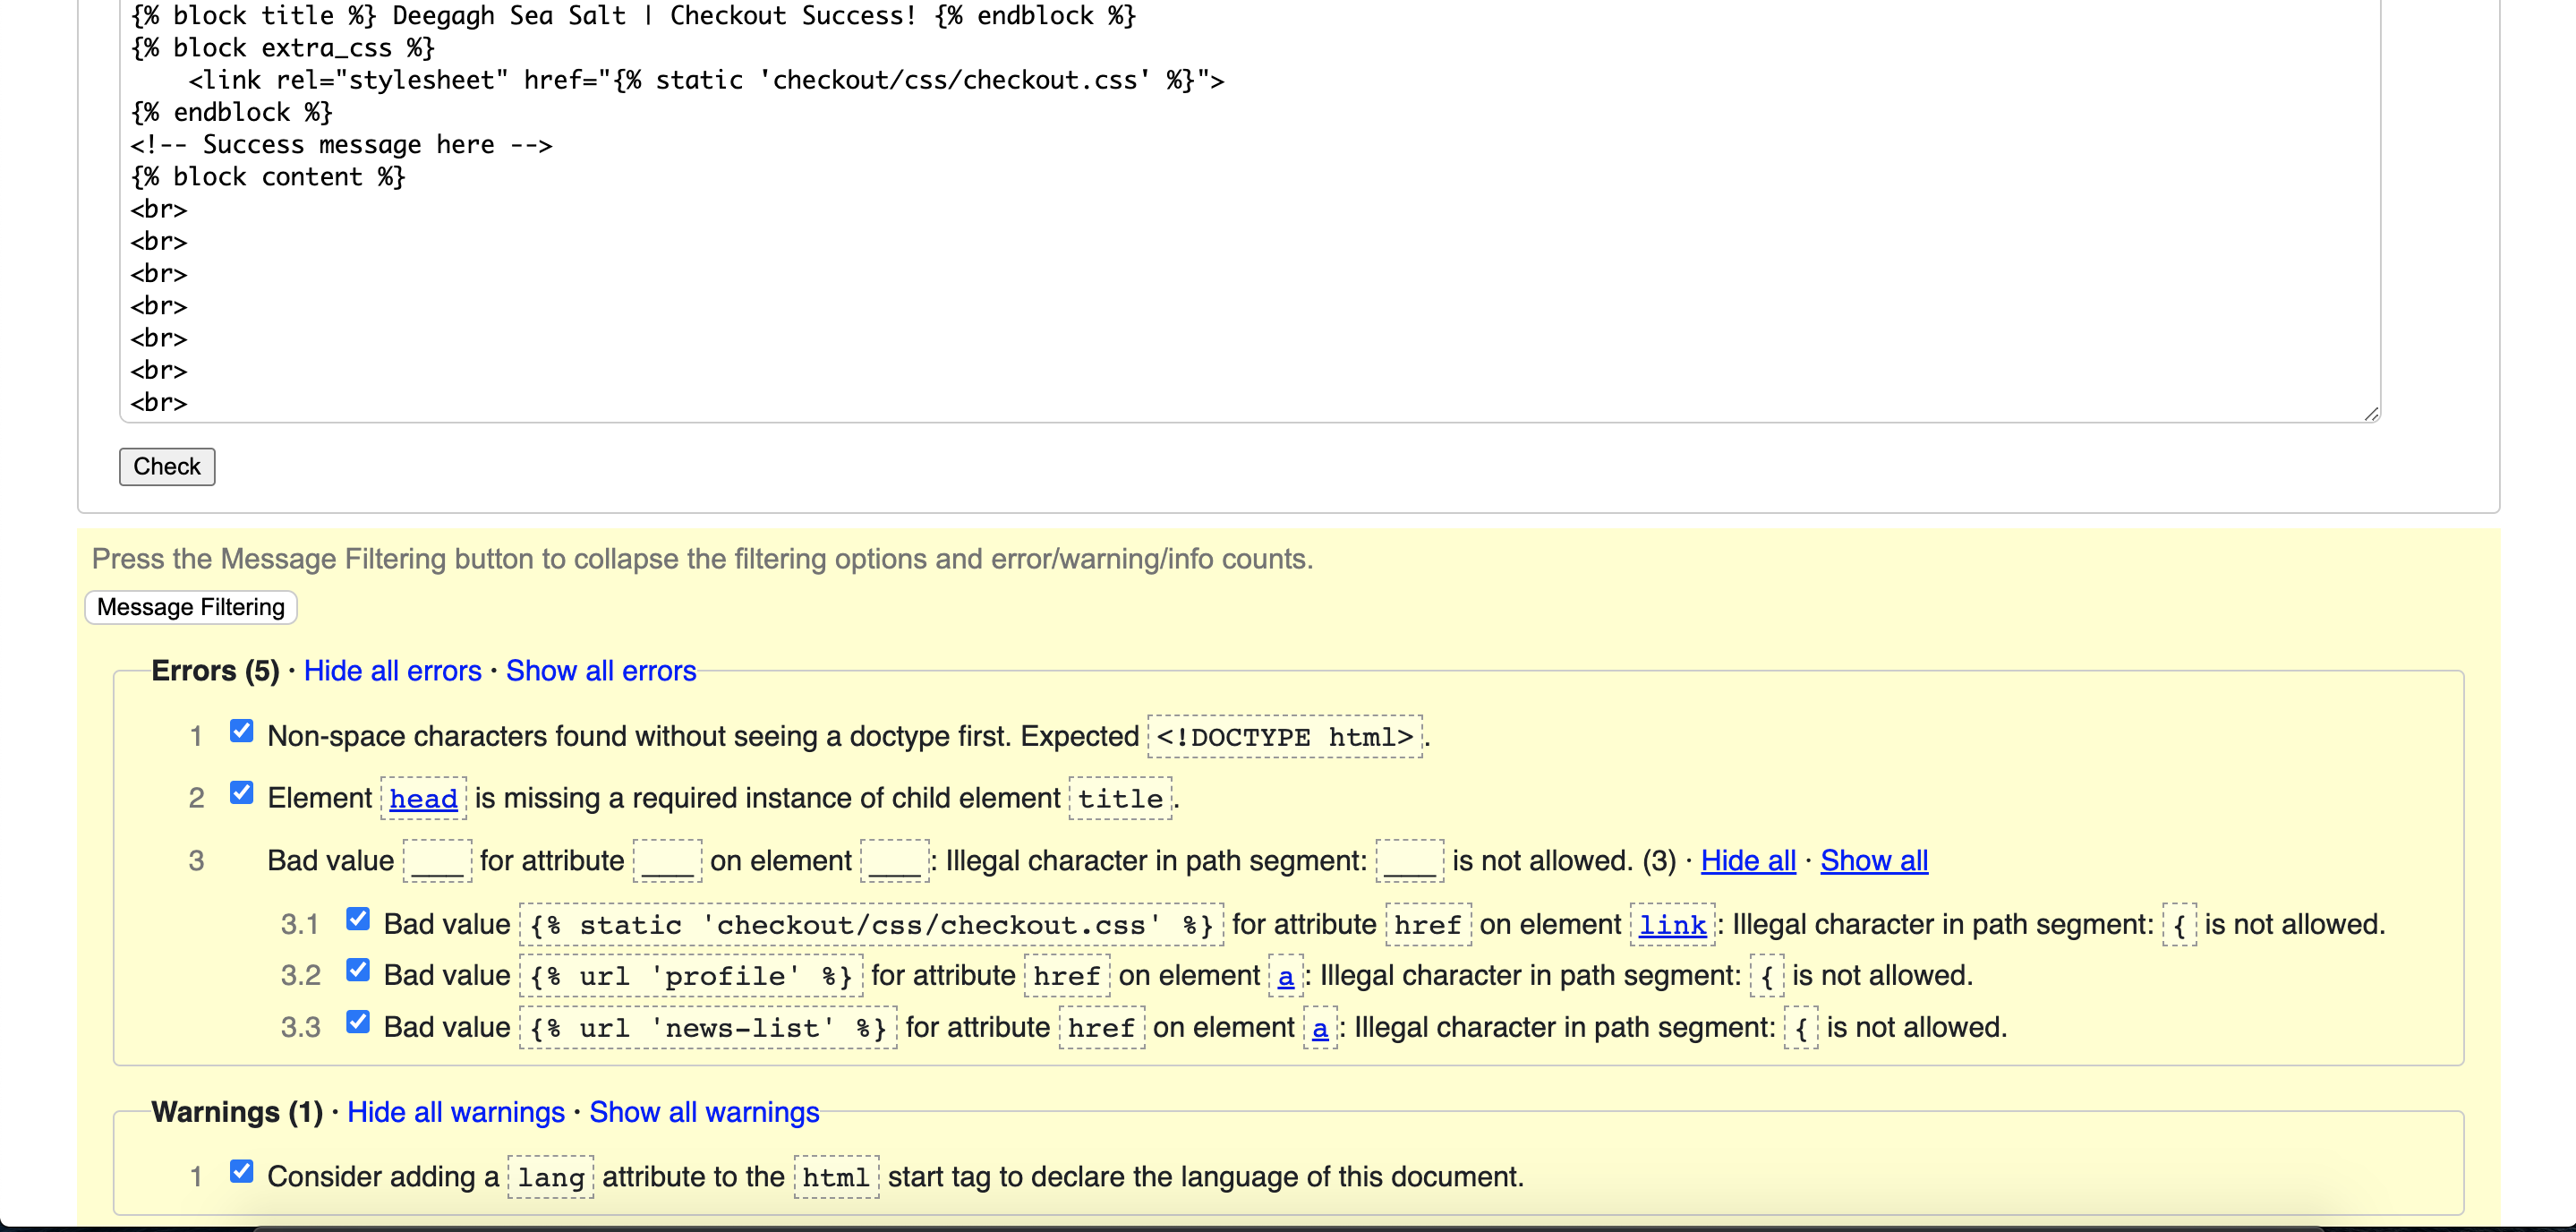 {% block title %} Deegagh Sea Salt | Checkout Success! {% endblock %}
{% block extra_css %}
    <link rel="stylesheet" href="{% static 'checkout/css/checkout.css' %}">
{% endblock %}
<!-- Success message here -->
{% block content %}
<br>
<br>
<br>
<br>
<br>
<br>
<br>
Check
Press the Message Filtering button to collapse the filtering options and error/warning/info counts.
Message Filtering
Errors (5) · Hide all errors · Show all errors
1 Non-space characters found without seeing a doctype first. Expected <!DOCTYPE html>.
2 Element head is missing a required instance of child element title.
3 Bad value ___ for attribute ___ on element ___: Illegal character in path segment: ___ is not allowed. (3) · Hide all · Show all
3.1 Bad value {% static 'checkout/css/checkout.css' %} for attribute href on element link: Illegal character in path segment: { is not allowed.
3.2 Bad value {% url 'profile' %} for attribute href on element a: Illegal character in path segment: { is not allowed.
3.3 Bad value {% url 'news-list' %} for attribute href on element a: Illegal character in path segment: { is not allowed.
Warnings (1) · Hide all warnings · Show all warnings
1 Consider adding a lang attribute to the html start tag to declare the language of this document.